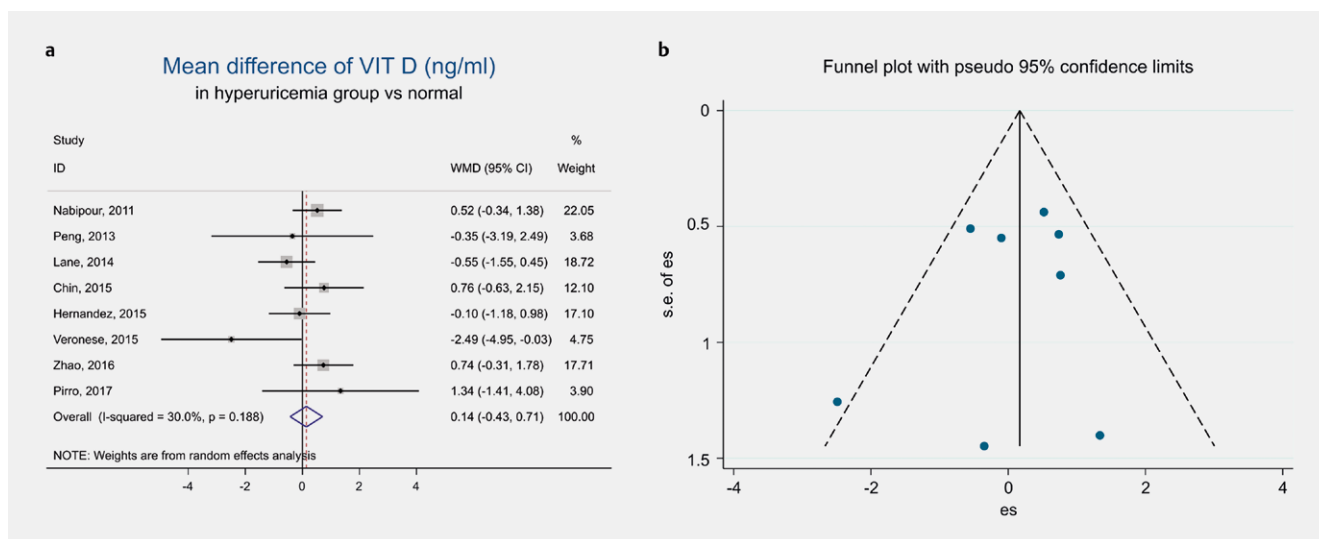 a
Mean difference of VIT D (ng/ml)
in hyperuricemia group vs normal
Study %
ID WMD (95% CI) Weight
Nabipour, 2011 0.52 (-0.34, 1.38) 22.05
Peng, 2013 -0.35 (-3.19, 2.49) 3.68
Lane, 2014 -0.55 (-1.55, 0.45) 18.72
Chin, 2015 0.76 (-0.63, 2.15) 12.10
Hernandez, 2015 -0.10 (-1.18, 0.98) 17.10
Veronese, 2015 -2.49 (-4.95, -0.03) 4.75
Zhao, 2016 0.74 (-0.31, 1.78) 17.71
Pirro, 2017 1.34 (-1.41, 4.08) 3.90
Overall (I-squared = 30.0%, p = 0.188) 0.14 (-0.43, 0.71) 100.00
NOTE: Weights are from random effects analysis
-4 -2 0 2 4
b
Funnel plot with pseudo 95% confidence limits
s.e. of es
0
0.5
1
1.5
-4 -2 0 2 4
es